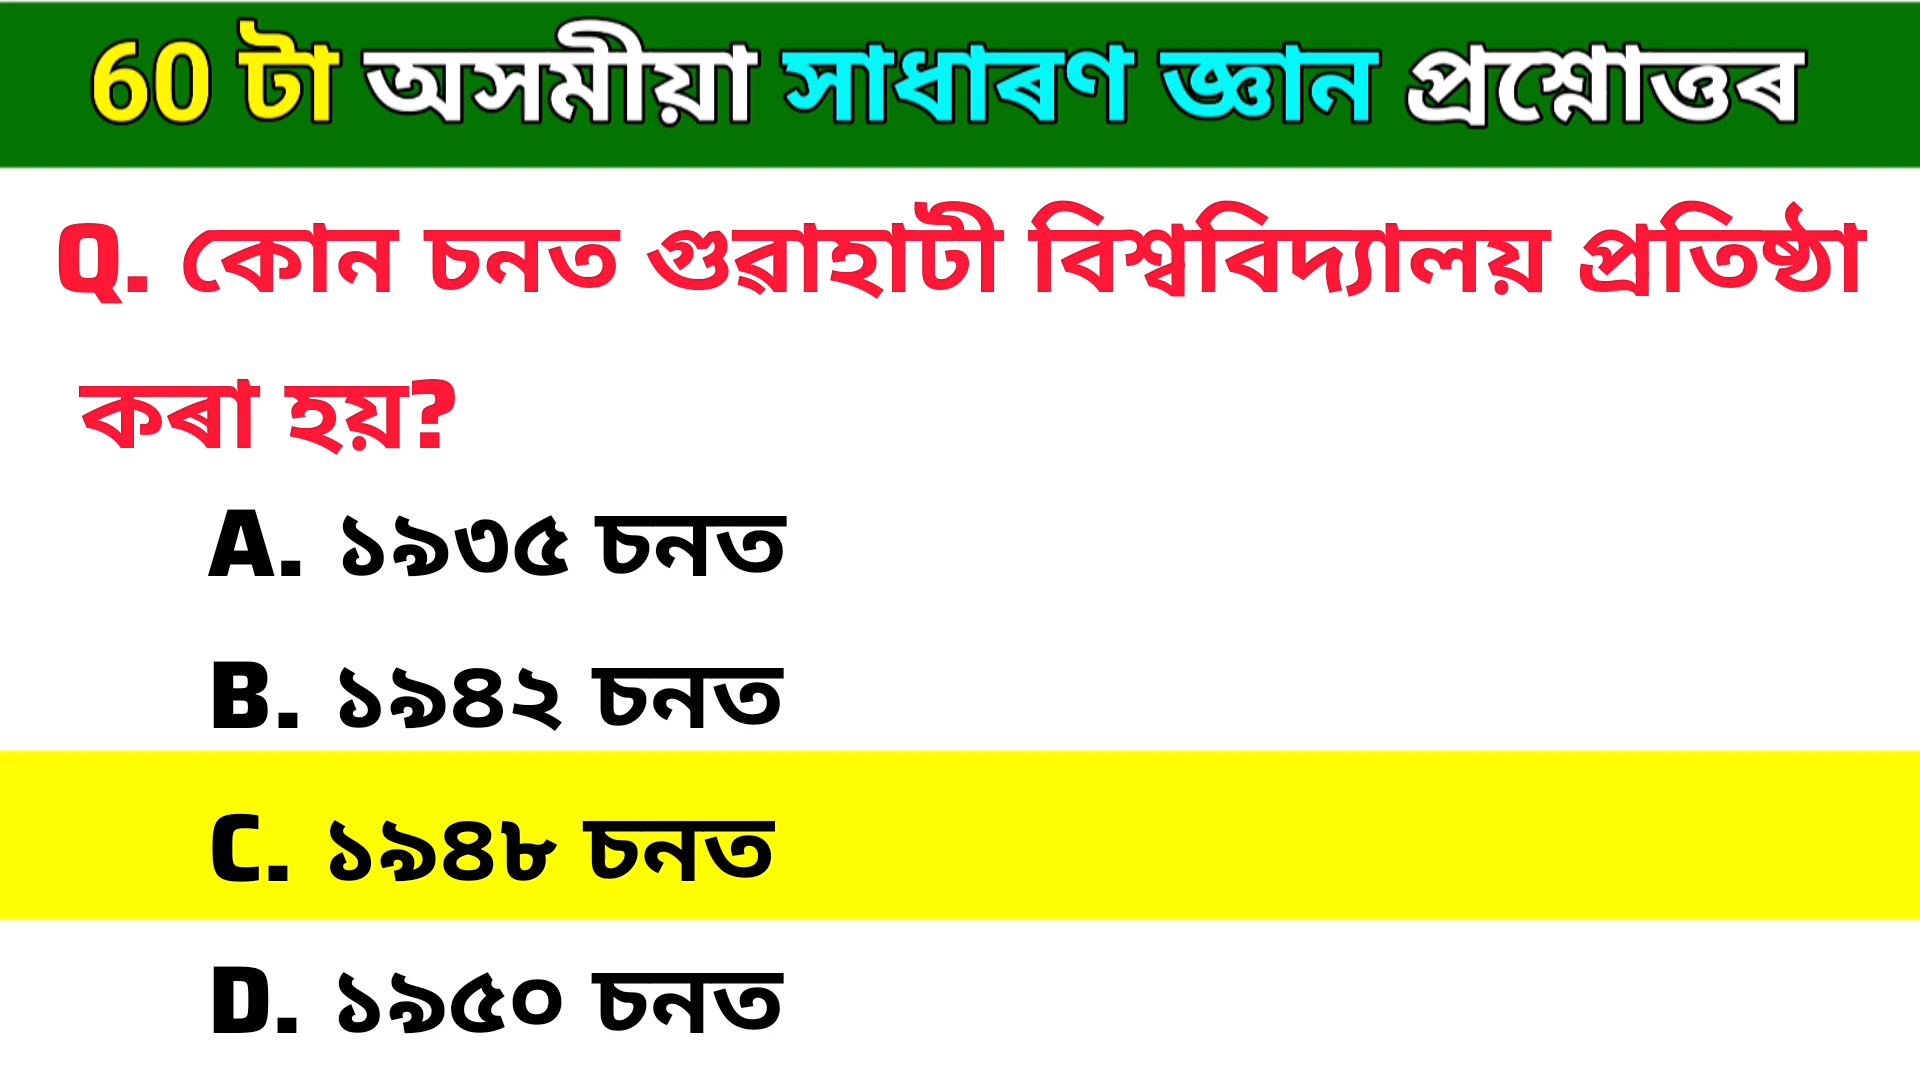 60 টা অসমীয়া সাধাৰণ জ্ঞান প্ৰশ্নোত্তৰ
Q. কোন চনত গুৱাহাটী বিশ্ববিদ্যালয় প্ৰতিষ্ঠা
কৰা হয়?
A. ১৯৩৫ চনত
B. ১৯৪২ চনত
C. ১৯৪৮ চনত
D. ১৯৫০ চনত